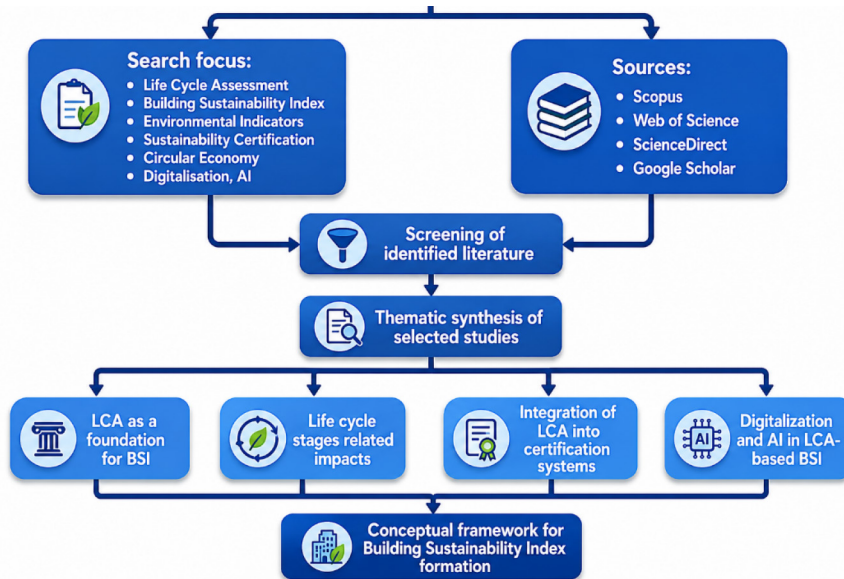 Search focus:
• Life Cycle Assessment
• Building Sustainability Index
• Environmental Indicators
• Sustainability Certification
• Circular Economy
• Digitalisation, AI
Sources:
• Scopus
• Web of Science
• ScienceDirect
• Google Scholar
Screening of
identified literature
Thematic synthesis of
selected studies
LCA as a
foundation
for BSI
Life cycle
stages related
impacts
Integration of
LCA into
certification
systems
AI
Digitalization
and AI in LCA-
based BSI
Conceptual framework for
Building Sustainability Index
formation